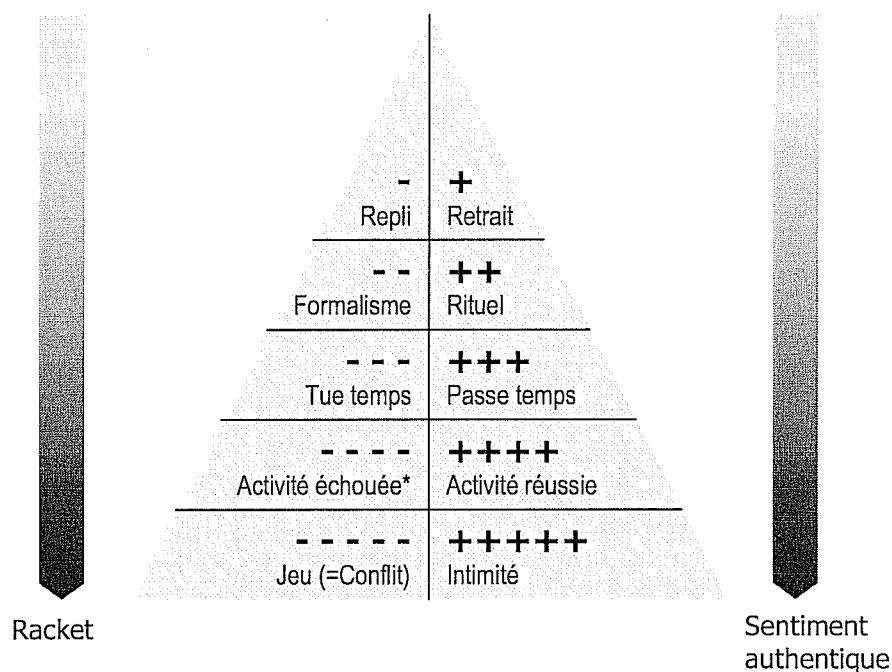 - +
Repli Retrait
- - ++
Formalisme Rituel
- - - +++
Tue temps Passe temps
- - - - ++++
Activité échouée* Activité réussie
- - - - - +++++
Jeu (=Conflit) Intimité
Racket
Sentiment
authentique